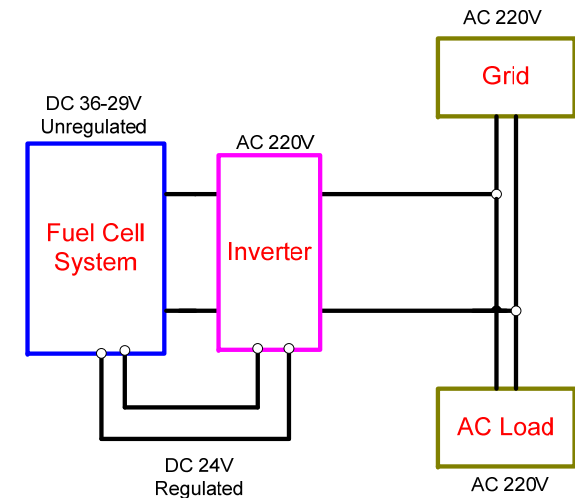 AC 220V
Grid
DC 36-29V
Unregulated
AC 220V
Fuel Cell
System
Inverter
AC Load
DC 24V
Regulated
AC 220V